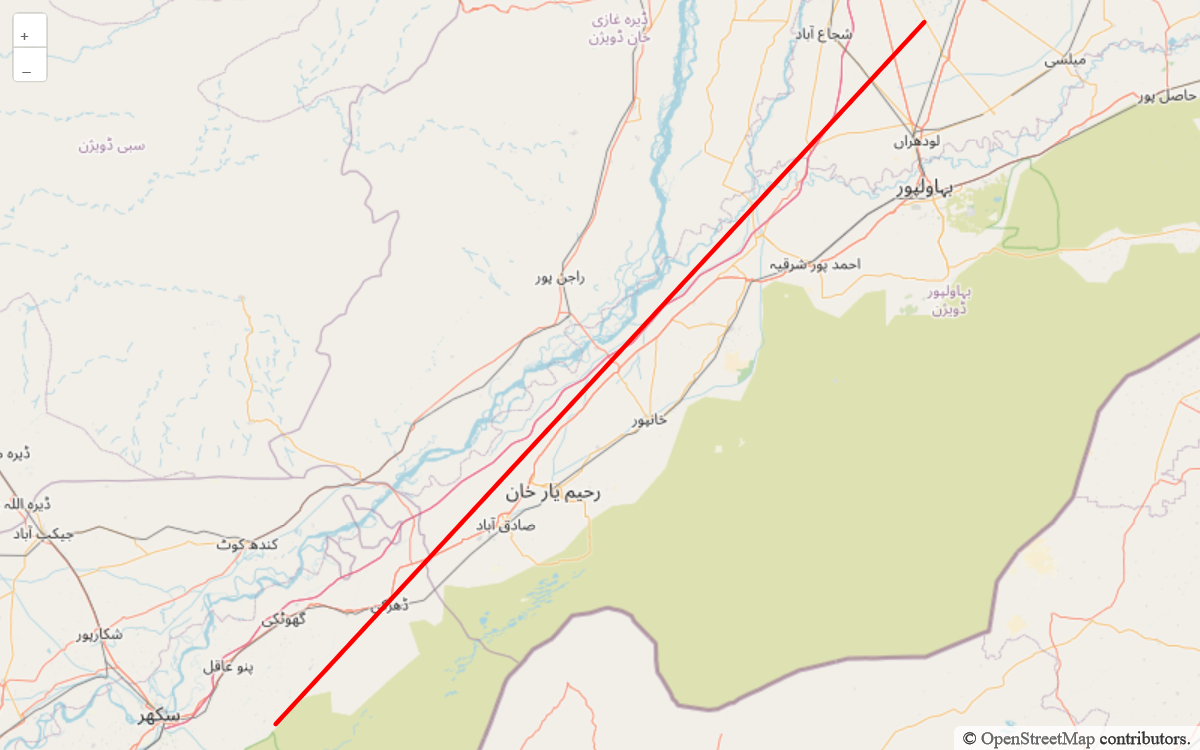 +
–
ڈیرہ غازی
خان ڈویژن
شجاع آباد
میلسی
حاصل پور
سبی ڈویژن
لودھراں
بہاولپور
احمد پور شرقیہ
راجن پور
بہاولپور
ڈویژن
خانپور
ڈیرہ
رحیم یار خان
ڈیرہ اللہ
صادق آباد
جیکب آباد
کندھ کوٹ
ڈھرکی
گھوٹکی
شکارپور
پنو عاقل
سکھر
© OpenStreetMap contributors.